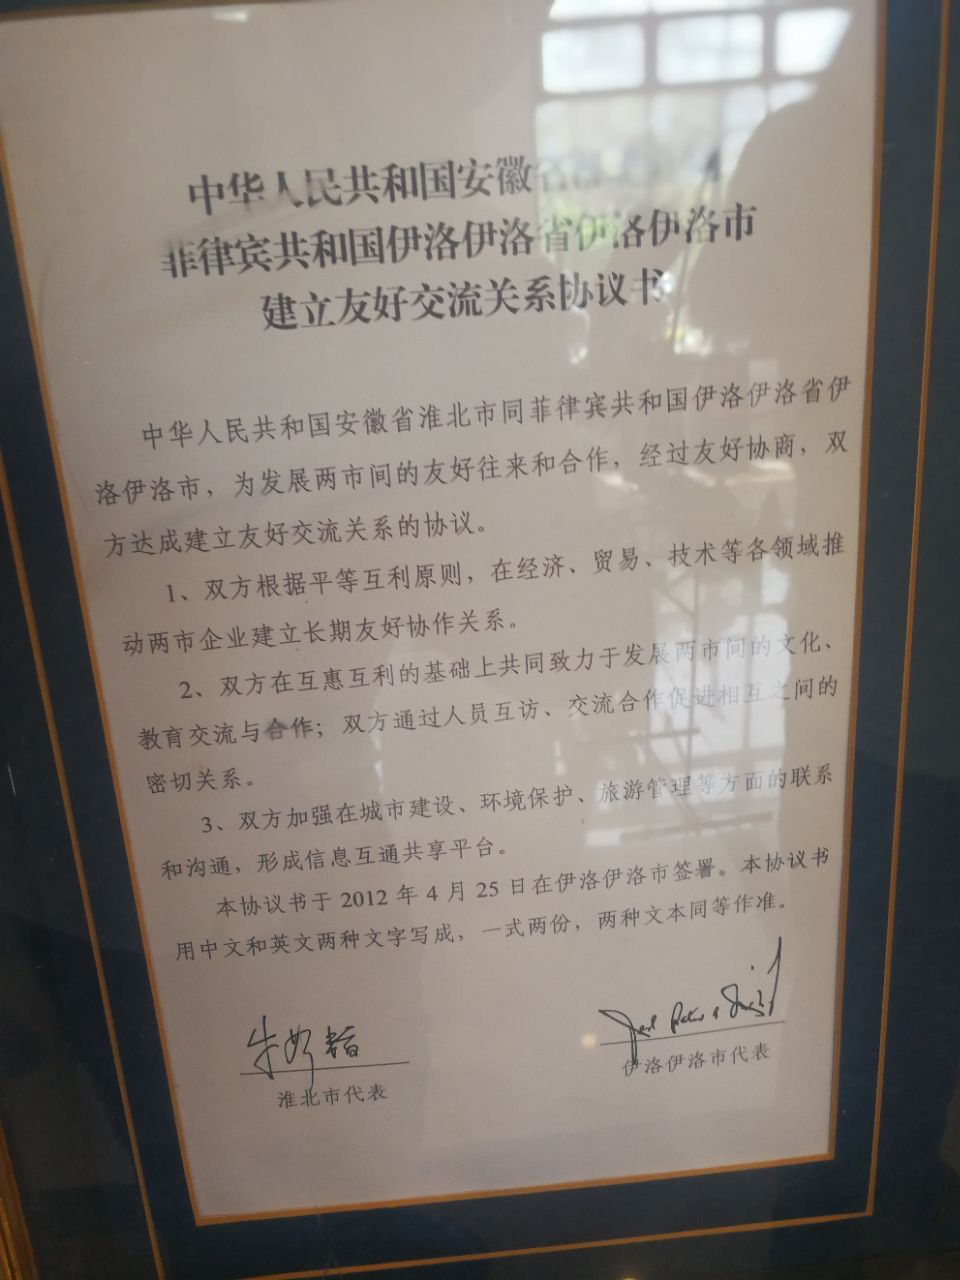 中华人民共和国安徽
菲律宾共和国伊洛伊洛省伊洛伊洛市
建立友好交流关系协议书
中华人民共和国安徽省淮北市同菲律宾共和国伊洛伊洛省伊
洛伊洛市，为发展两市间的友好往来和合作，经过友好协商，双
方达成建立友好交流关系的协议。
1、双方根据平等互利原则，在经济、贸易、技术等各领域推
动两市企业建立长期友好协作关系。
2、双方在互惠互利的基础上共同致力于发展两市间的文化、
教育交流与合作；双方通过人员互访、交流合作促进相互之间的
密切关系。
3、双方加强在城市建设、环境保护、旅游管理等方面的联系
和沟通，形成信息互通共享平台。
本协议书于 2012 年 4 月 25 日在伊洛伊洛市签署。本协议书
用中文和英文两种文字写成，一式两份，两种文本同等作准。
淮北市代表
伊洛伊洛市代表